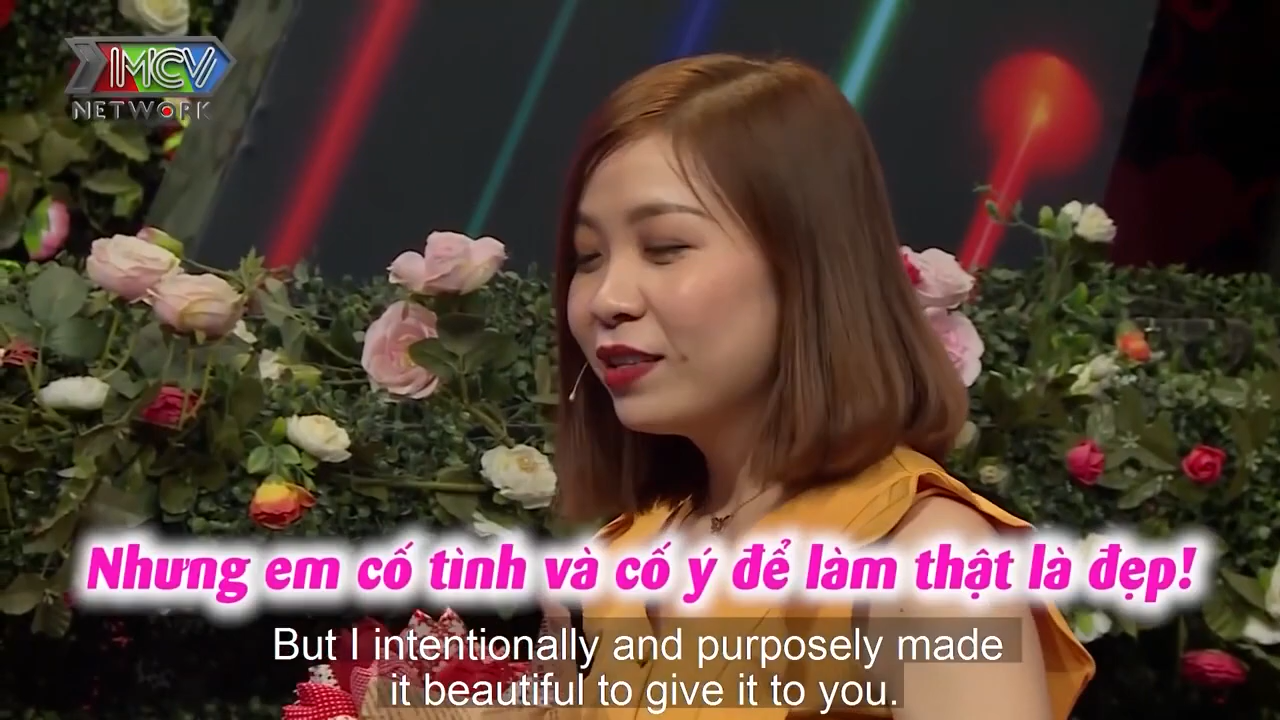 MCV
NETWORK
Nhưng em cố tình và cố ý để làm thật là đẹp!
But I intentionally and purposely made
it beautiful to give it to you.